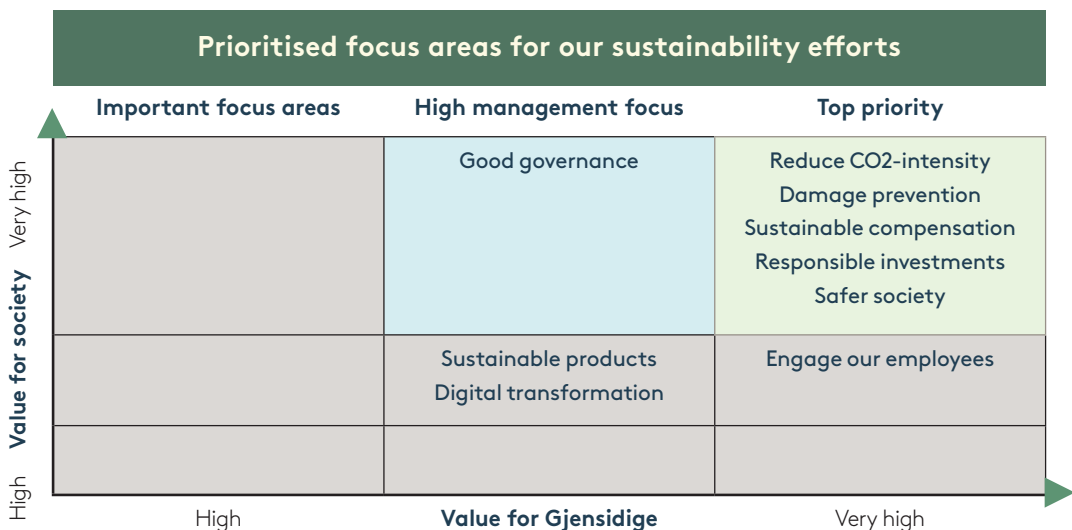 Prioritised focus areas for our sustainability efforts
Important focus areas
High management focus
Top priority
Very high
Value for society
High
Good governance
Reduce CO2-intensity
Damage prevention
Sustainable compensation
Responsible investments
Safer society
Sustainable products
Digital transformation
Engage our employees
High
Value for Gjensidige
Very high